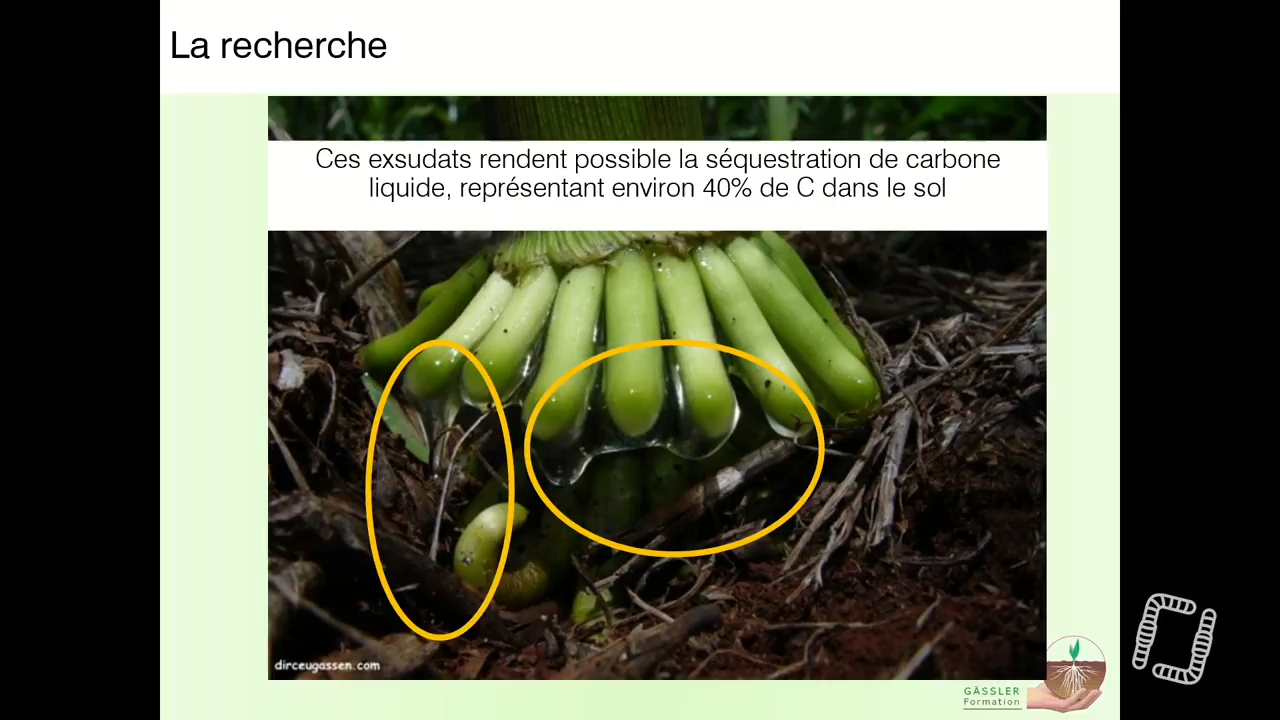 La recherche
Ces exsudats rendent possible la séquestration de carbone
liquide, représentant environ 40% de C dans le sol
dirceugassen.com
GÄSSLER
Formation